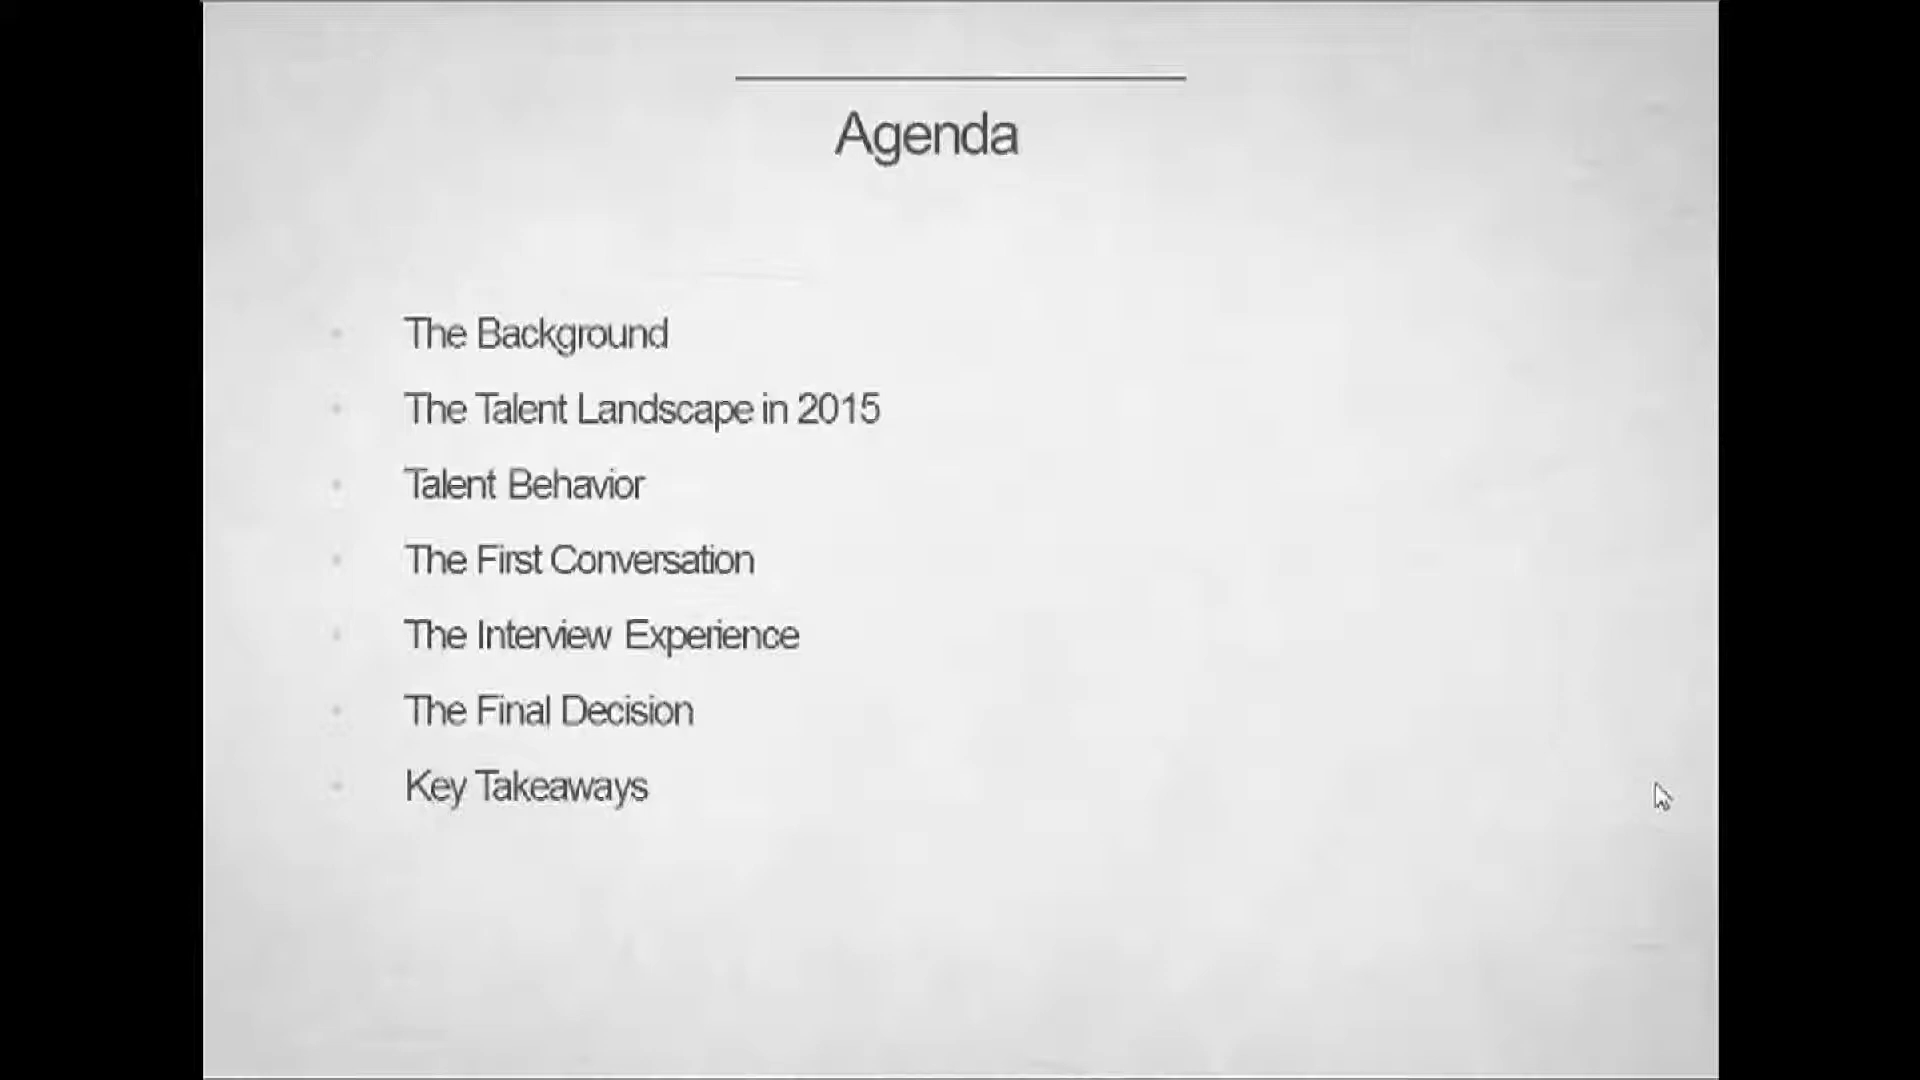 Agenda
The Background
The Talent Landscape in 2015
Talent Behavior
The First Conversation
The Interview Experience
The Final Decision
Key Takeaways